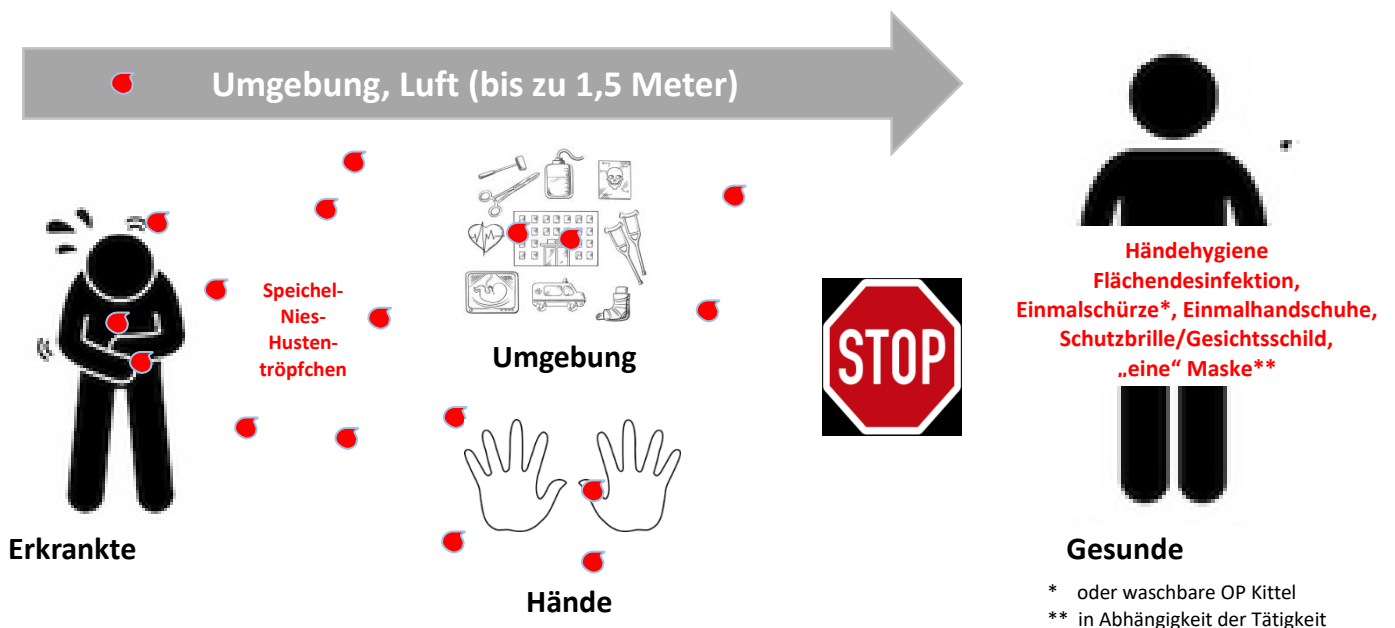 Umgebung, Luft (bis zu 1,5 Meter)
Speichel-
Nies-
Husten-
tröpfchen
Umgebung
STOP
Händehygiene
Flächendesinfektion,
Einmalschürze*, Einmalhandschuhe,
Schutzbrille/Gesichtsschild,
„eine“ Maske**
Erkrankte
Hände
Gesunde
* oder waschbare OP Kittel
** in Abhängigkeit der Tätigkeit